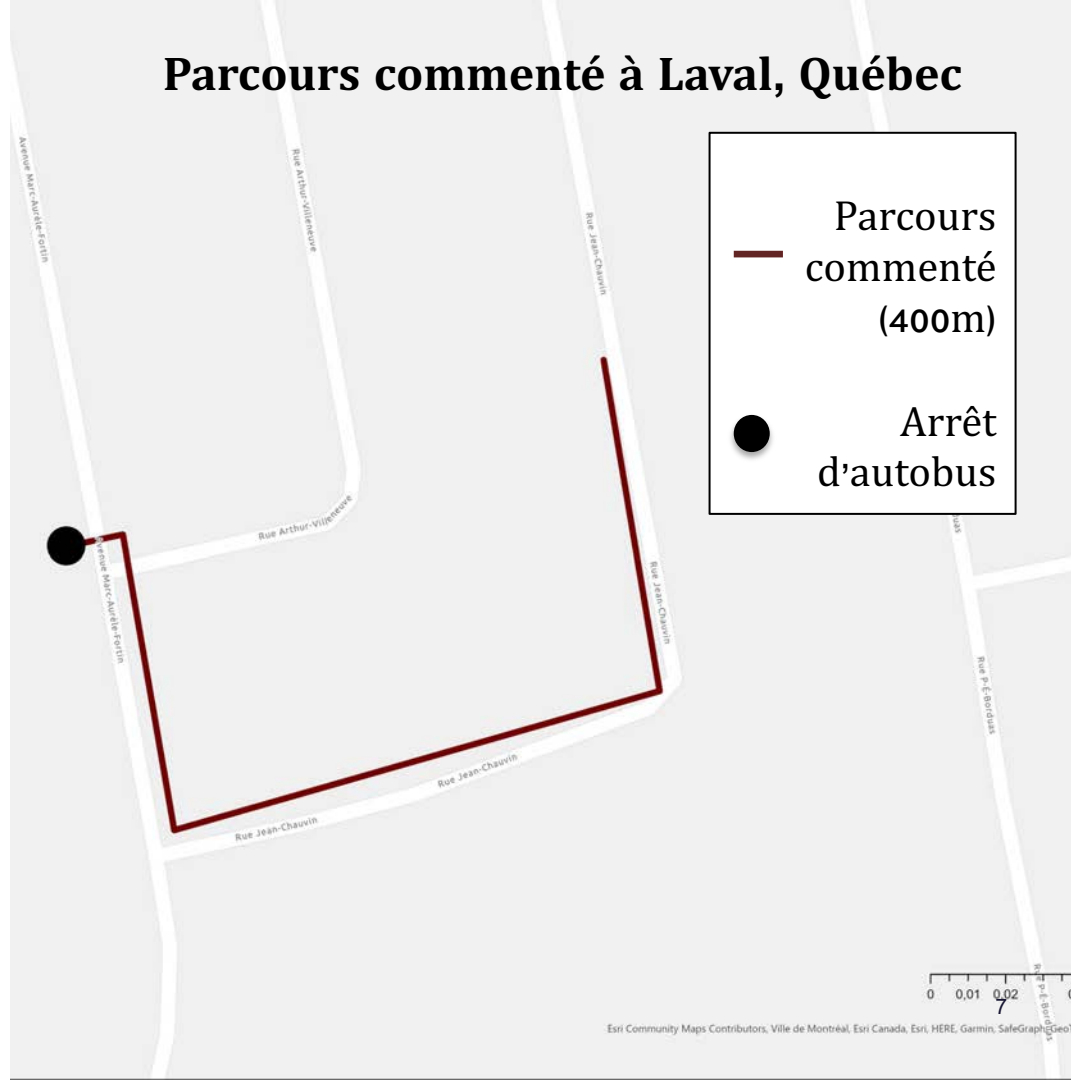 Parcours commenté à Laval, Québec
Avenue Marc-Aurèle-Fortin
Rue Arthur-Villeneuve
Rue Jean-Chauvin
Parcours
commenté
(400m)
Arrêt
d'autobus
Rue Arthur-Villeneuve
Avenue Marc-Aurèle-Fortin
Rue Jean-Chauvin
Rue P-É-Borduas
Rue Jean-Chauvin
Rue Jean-Chauvin
Rue P-É-Borduas
0 0,01 0,02
7
Esri Community Maps Contributors, Ville de Montréal, Esri Canada, Esri, HERE, Garmin, SafeGraph,